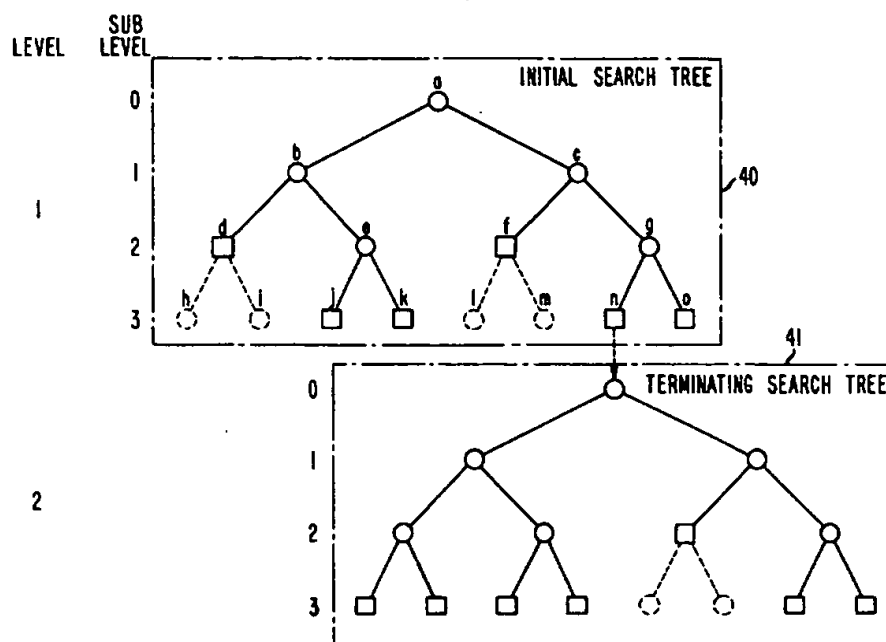 LEVEL
SUB LEVEL
INITIAL SEARCH TREE
0
a
1
b
c
40
1
2
d
e
f
g
3
h
i
j
k
l
m
n
o
41
TERMINATING SEARCH TREE
0
1
2
2
3